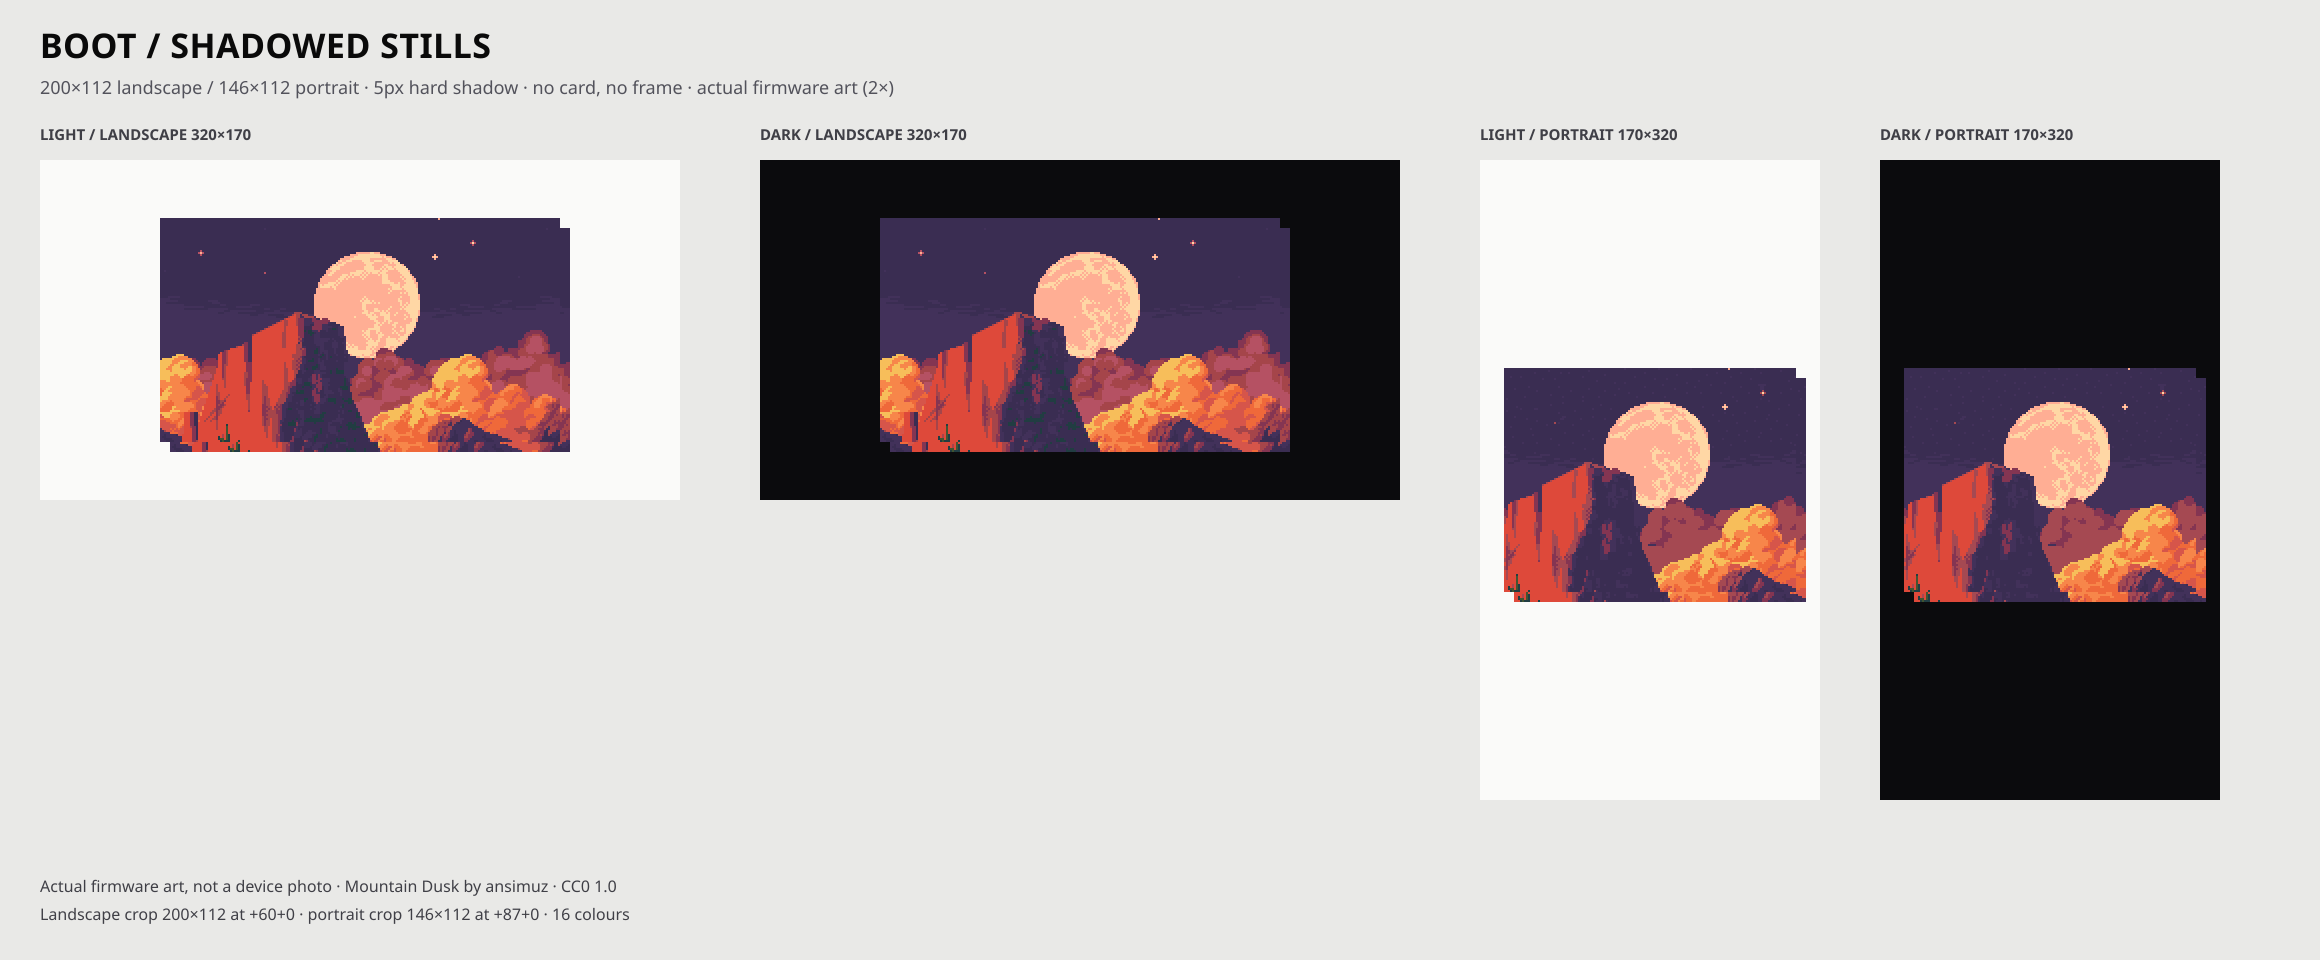 BOOT / SHADOWED STILLS
200×112 landscape / 146×112 portrait · 5px hard shadow · no card, no frame · actual firmware art (2×)
LIGHT / LANDSCAPE 320×170
DARK / LANDSCAPE 320×170
LIGHT / PORTRAIT 170×320
DARK / PORTRAIT 170×320
Actual firmware art, not a device photo · Mountain Dusk by ansimuz · CC0 1.0
Landscape crop 200×112 at +60+0 · portrait crop 146×112 at +87+0 · 16 colours